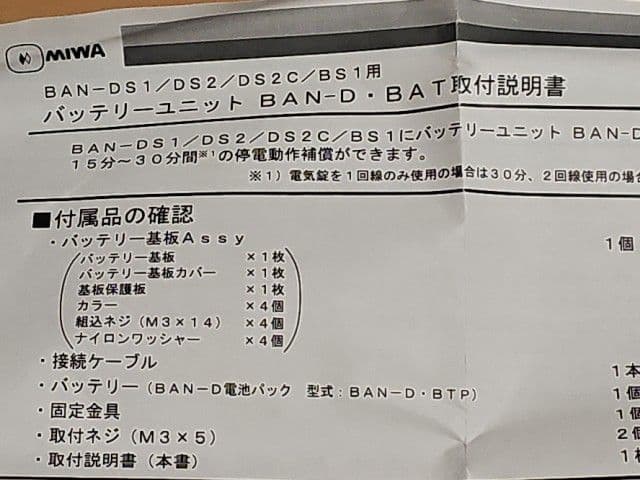 MIWA
BAN－DS1／DS2／DS2C／BS1用
バッテリーユニット BAN－D・BAT取付説明書
BAN－DS1／DS2／DS2C／BS1にバッテリーユニット BAN－D
15分～30分間※1の停電動作補償ができます。
※1）電気錠を1回線のみ使用の場合は30分、2回線使用の場合
■付属品の確認
・バッテリー基板Assy 1個
バッテリー基板 ×1枚
バッテリー基板カバー ×1枚
基板保護板 ×1枚
カラー ×4個
組込ネジ（M3×14） ×4個
ナイロンワッシャー ×4個
・接続ケーブル 1本
・バッテリー（BAN－D電池パック 型式：BAN－D・BTP） 1個
・固定金具 1個
・取付ネジ（M3×5） 2個
・取付説明書（本書） 1枚